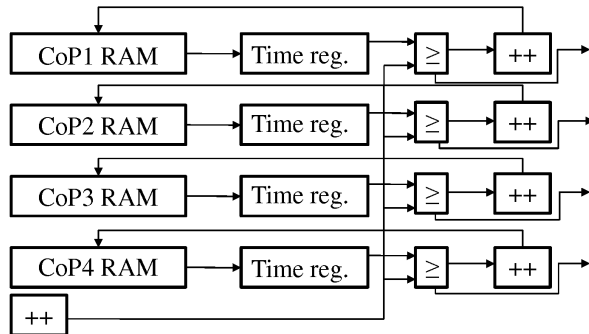 CoP1 RAM Time reg. ≥ ++
CoP2 RAM Time reg. ≥ ++
CoP3 RAM Time reg. ≥ ++
CoP4 RAM Time reg. ≥ ++
++